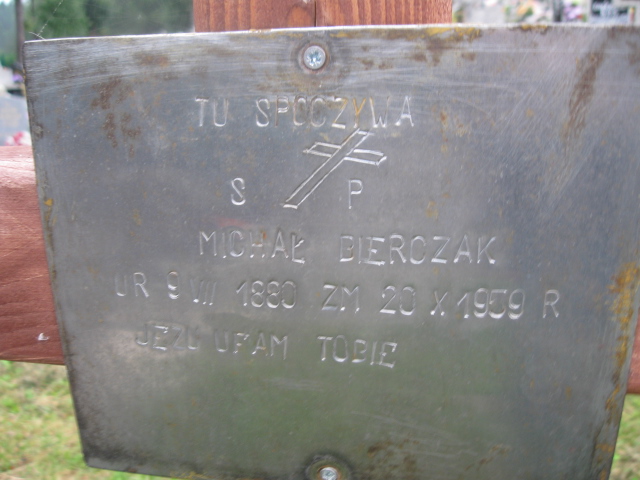 TU SPOCZYWA
S P
MICHAŁ BIERCZAK
UR 9 VII 1880 ZM 20 X 1959 R
JEZU UFAM TOBIE